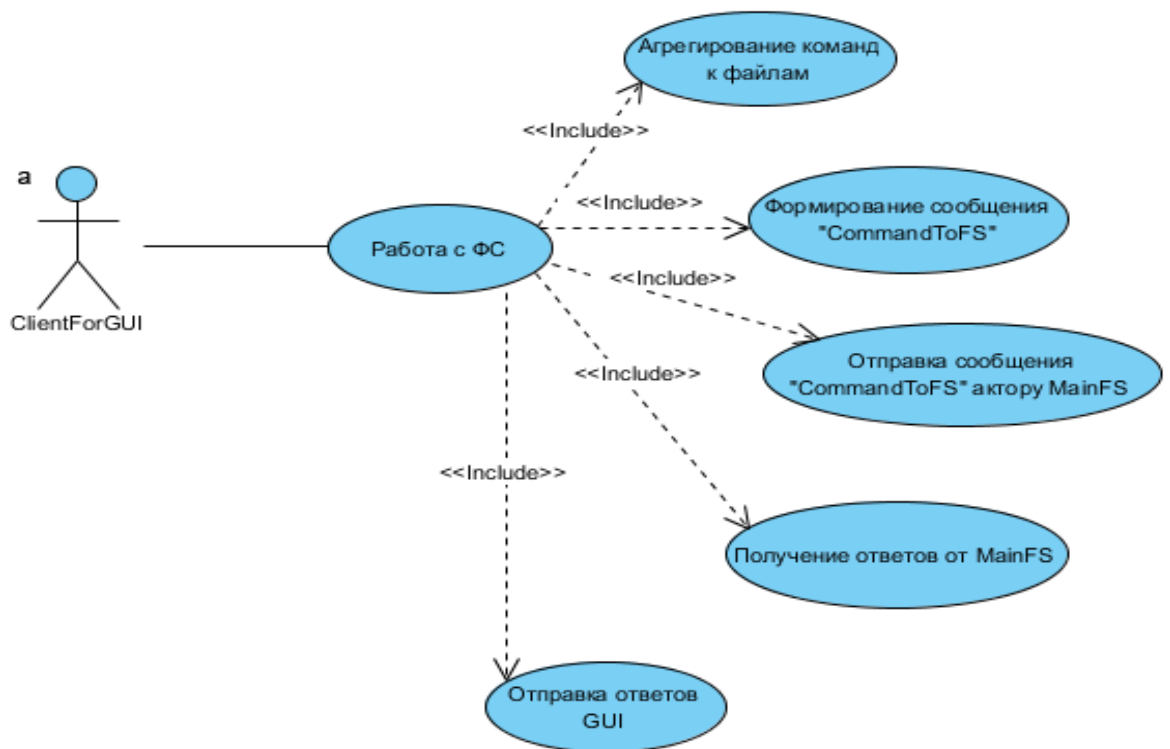 Агрегирование команд
к файлам
<<Include>>
a
ClientForGUI
Работа с ФС
<<Include>>
Формирование сообщения
"CommandToFS"
<<Include>>
Отправка сообщения
"CommandToFS" актору MainFS
<<Include>>
Получение ответов от MainFS
<<Include>>
Отправка ответов
GUI